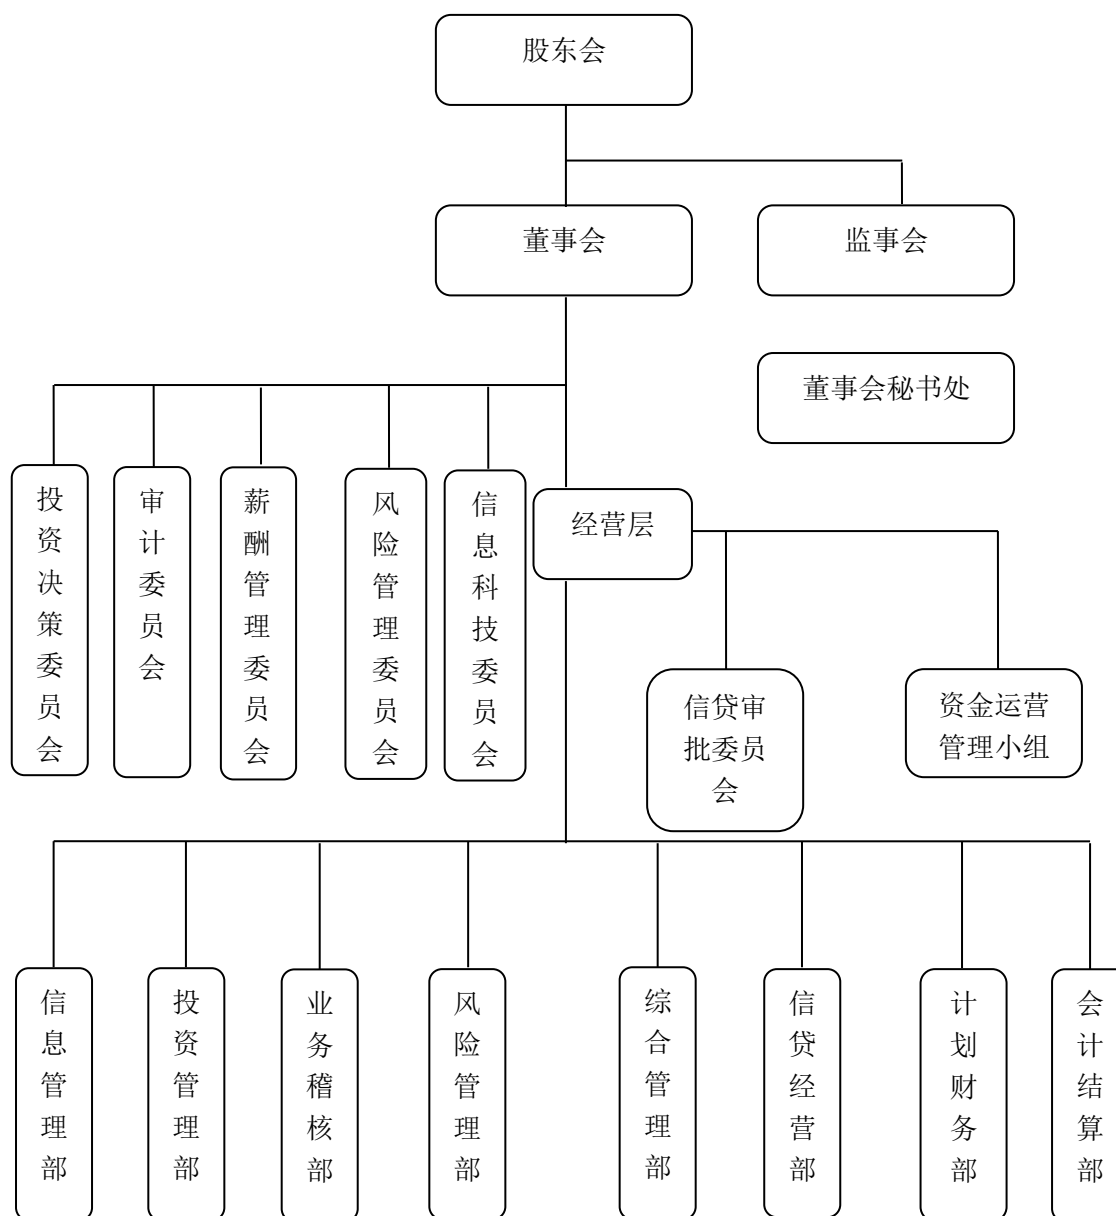 股东会
董事会
监事会
董事会秘书处
投资决策委员会
审计委员会
薪酬管理委员会
风险管理委员会
信息科技委员会
经营层
信贷审
批委员
会
资金运营
管理小组
信息管理部
投资管理部
业务稽核部
风险管理部
综合管理部
信贷经营部
计划财务部
会计结算部